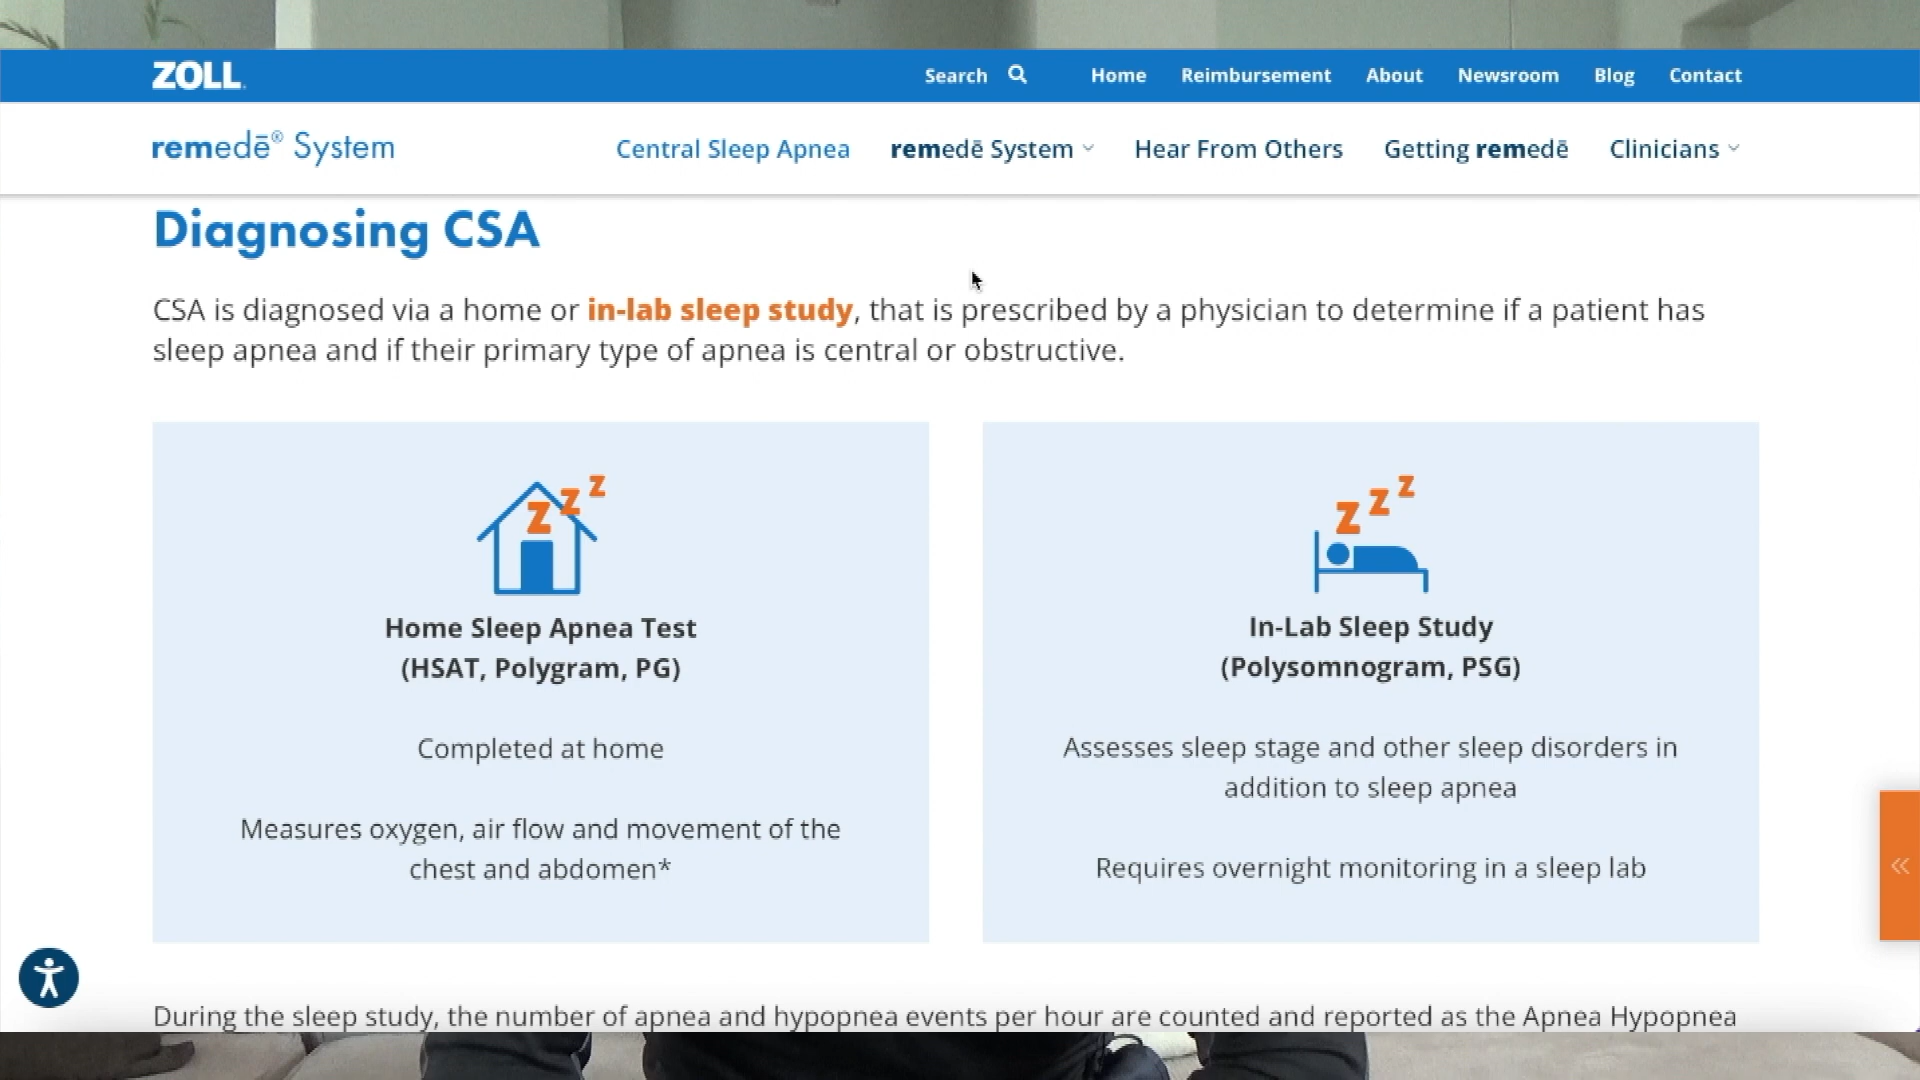 ZOLL
Search Home Reimbursement About Newsroom Blog Contact
remedē® System
Central Sleep Apnea remedē System Hear From Others Getting remedē Clinicians
Diagnosing CSA
CSA is diagnosed via a home or in-lab sleep study, that is prescribed by a physician to determine if a patient has
sleep apnea and if their primary type of apnea is central or obstructive.
z z z
Home Sleep Apnea Test
(HSAT, Polygram, PG)
Completed at home
Measures oxygen, air flow and movement of the
chest and abdomen*
z z z
In-Lab Sleep Study
(Polysomnogram, PSG)
Assesses sleep stage and other sleep disorders in
addition to sleep apnea
Requires overnight monitoring in a sleep lab
During the sleep study, the number of apnea and hypopnea events per hour are counted and reported as the Apnea Hypopnea